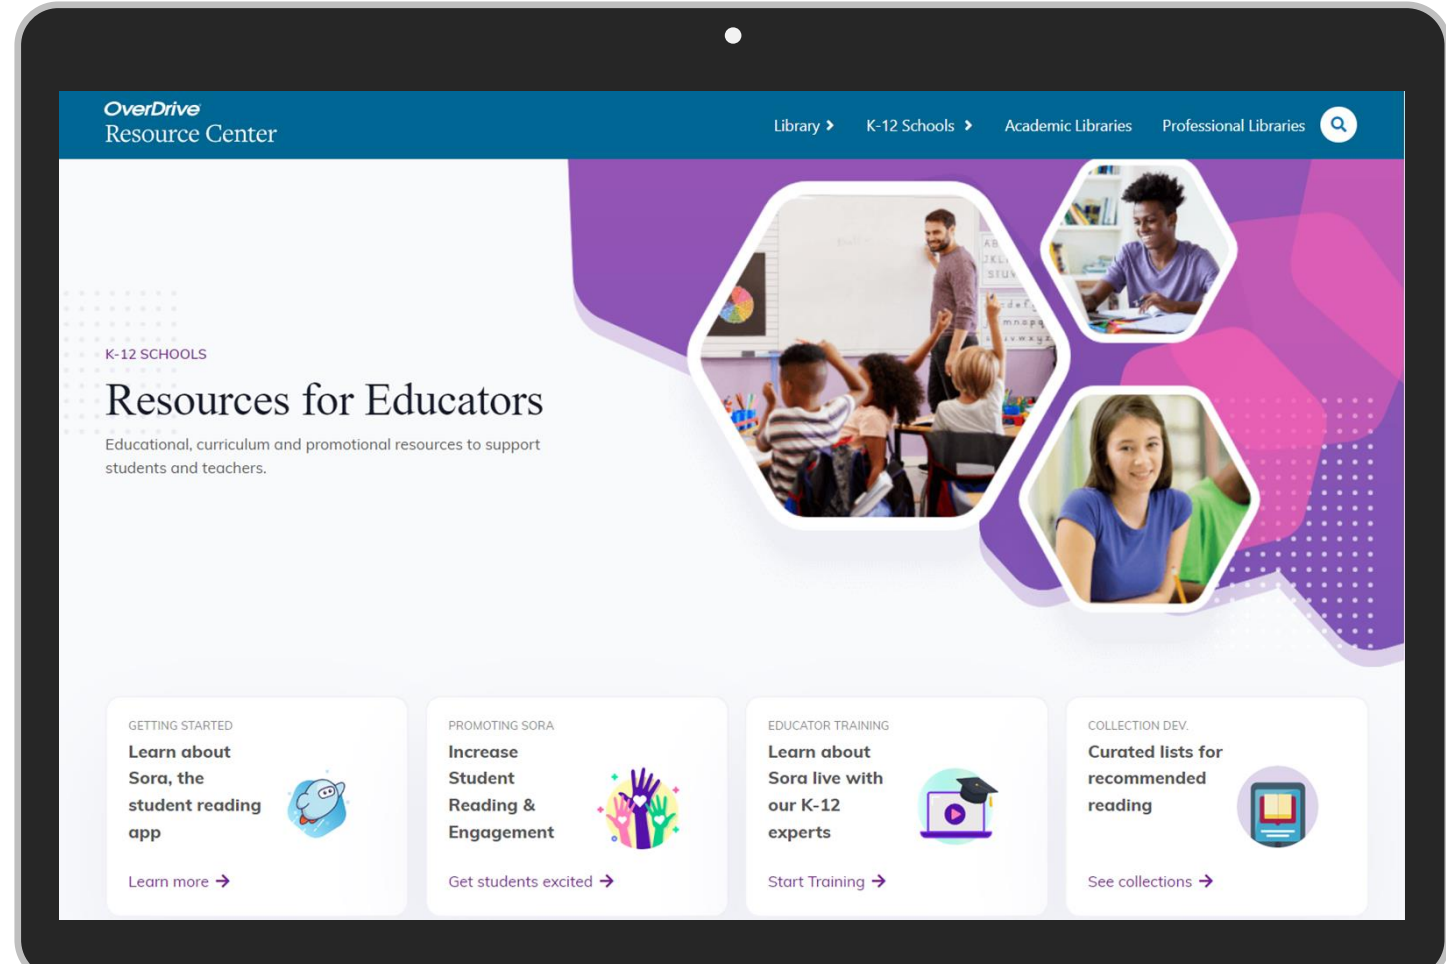 OverDrive
Resource Center
Library
K-12 Schools
Academic Libraries
Professional Libraries
K-12 SCHOOLS
Resources for Educators
Educational, curriculum and promotional resources to support
students and teachers.
GETTING STARTED
Learn about
Sora, the
student reading
app
Learn more →
PROMOTING SORA
Increase
Student
Reading &
Engagement
Get students excited →
EDUCATOR TRAINING
Learn about
Sora live with
our K-12
experts
Start Training →
COLLECTION DEV.
Curated lists for
recommended
reading
See collections →